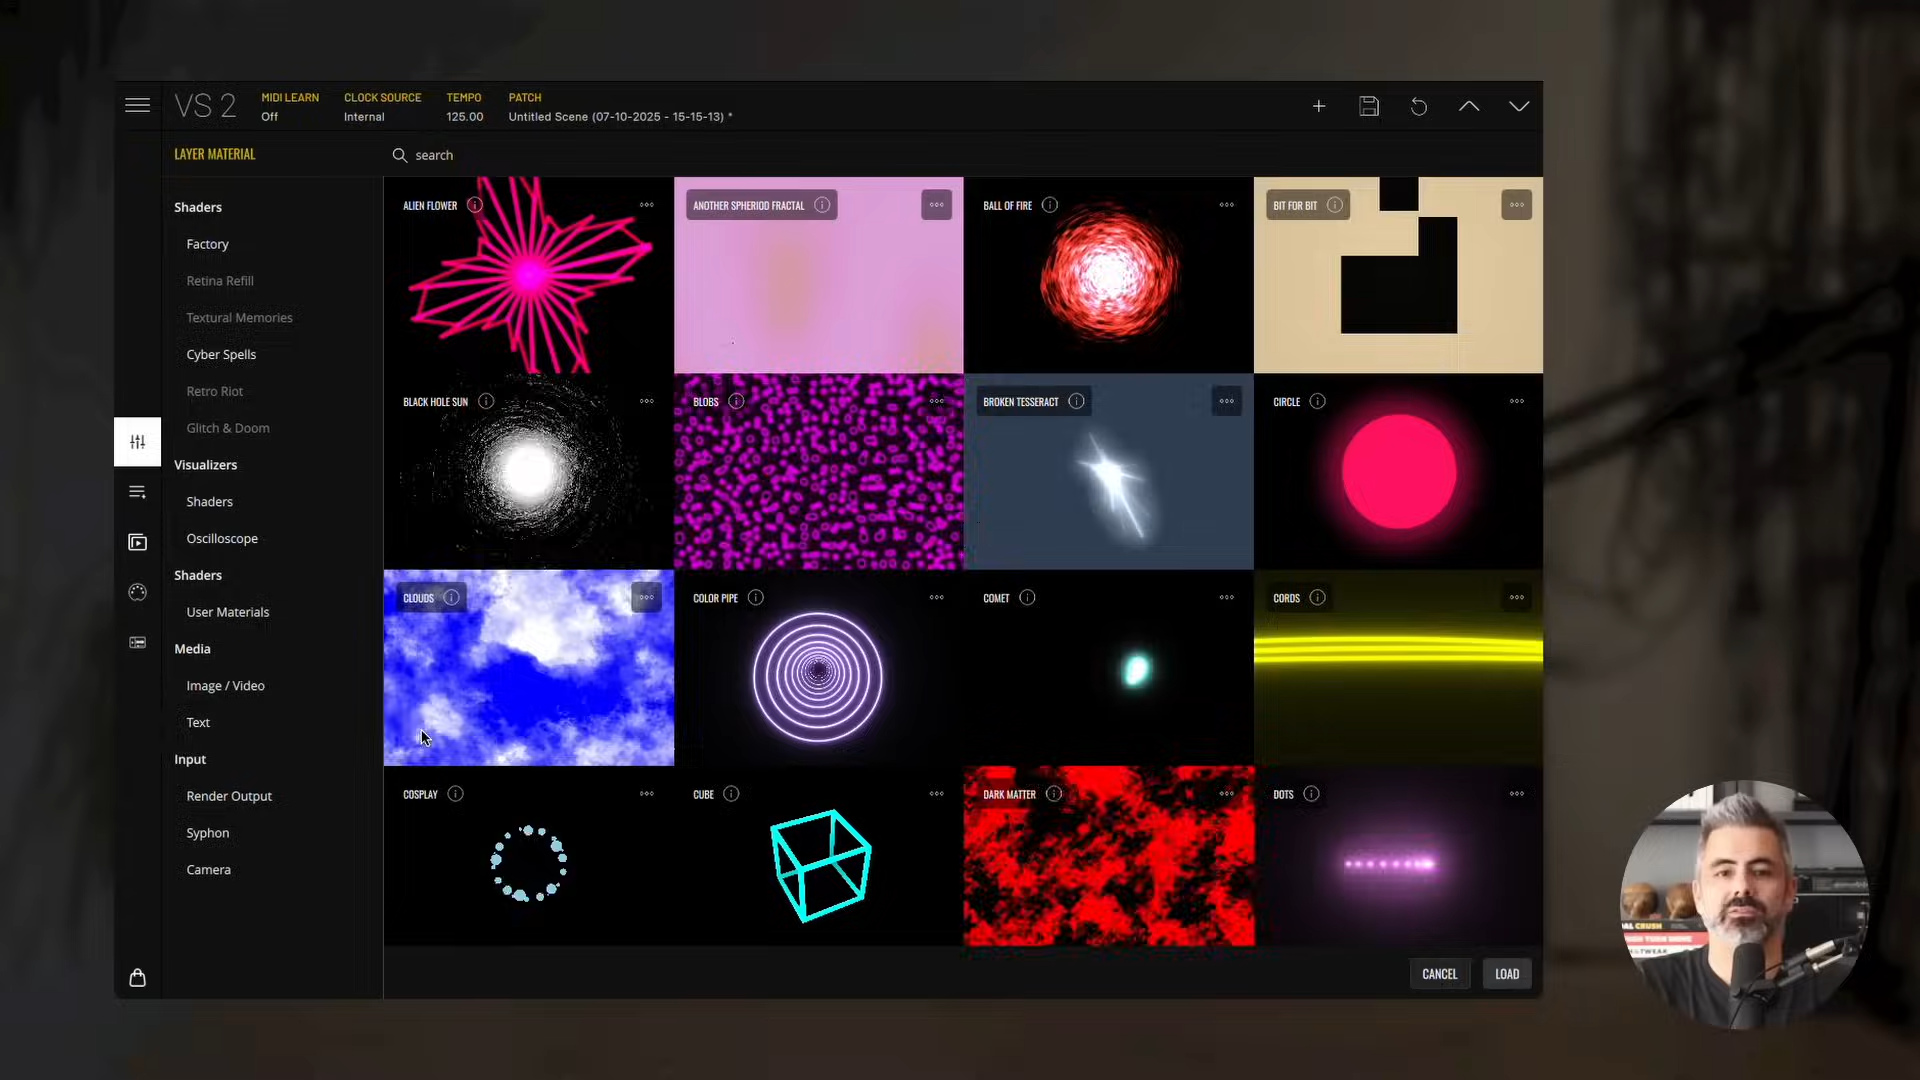 VS 2
MIDI LEARN
Off
CLOCK SOURCE
Internal
TEMPO
125.00
PATCH
Untitled Scene (07-10-2025 - 15-15-13) *
LAYER MATERIAL
search
Shaders
Factory
Retina Refill
Textural Memories
Cyber Spells
Retro Riot
Glitch & Doom
Visualizers
Shaders
Oscilloscope
Shaders
User Materials
Media
Image / Video
Text
Input
Render Output
Syphon
Camera
ALIEN FLOWER
ANOTHER SPHERIOD FRACTAL
BALL OF FIRE
BIT FOR BIT
BLACK HOLE SUN
BLOBS
BROKEN TESSERACT
CIRCLE
CLOUDS
COLOR PIPE
COMET
CORDS
COSPLAY
CUBE
DARK MATTER
DOTS
CANCEL
LOAD